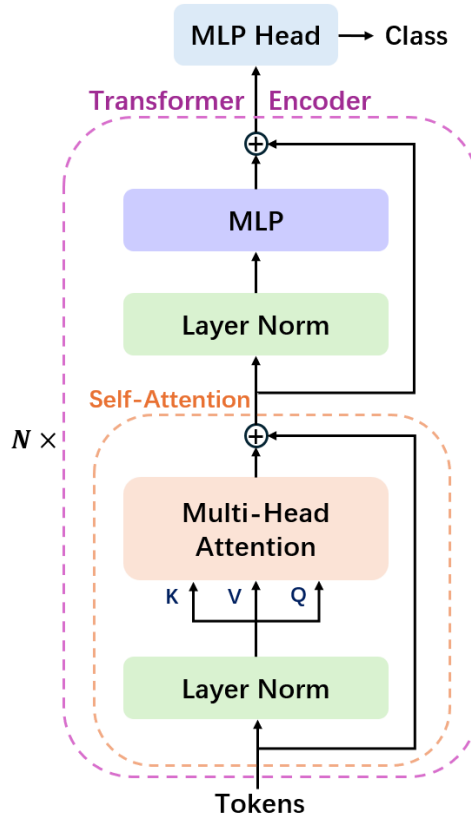 MLP Head
Class
Transformer Encoder
MLP
Layer Norm
Self-Attention
N ×
Multi-Head
Attention
K V Q
Layer Norm
Tokens